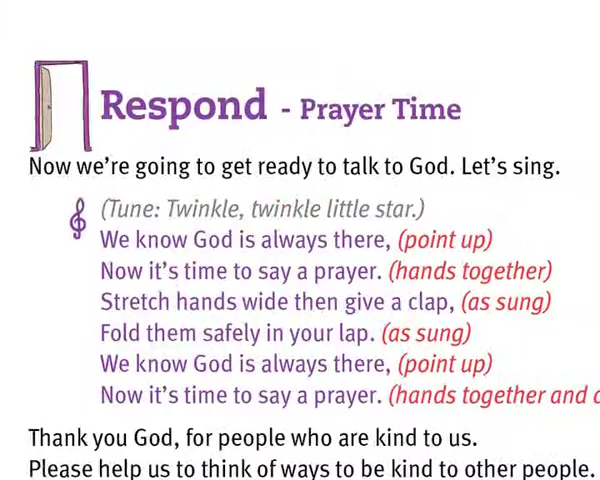 Respond - Prayer Time
Now we're going to get ready to talk to God. Let's sing.
(Tune: Twinkle, twinkle little star.)
We know God is always there, (point up)
Now it's time to say a prayer. (hands together)
Stretch hands wide then give a clap, (as sung)
Fold them safely in your lap. (as sung)
We know God is always there, (point up)
Now it's time to say a prayer. (hands together and
Thank you God, for people who are kind to us.
Please help us to think of ways to be kind to other people.